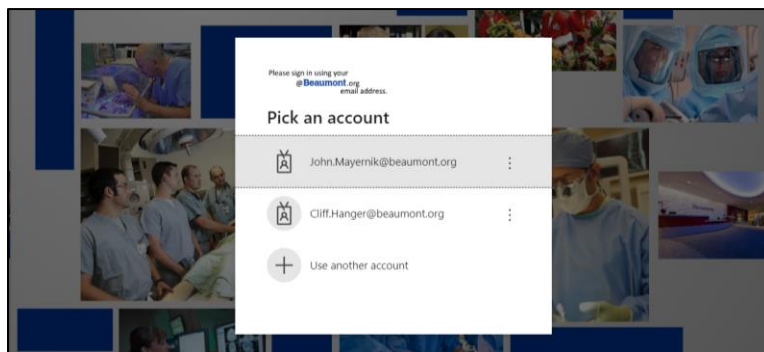 Please sign in using your
@Beaumont.org
email address.
Pick an account
John.Mayernik@beaumont.org
Cliff.Hanger@beaumont.org
Use another account